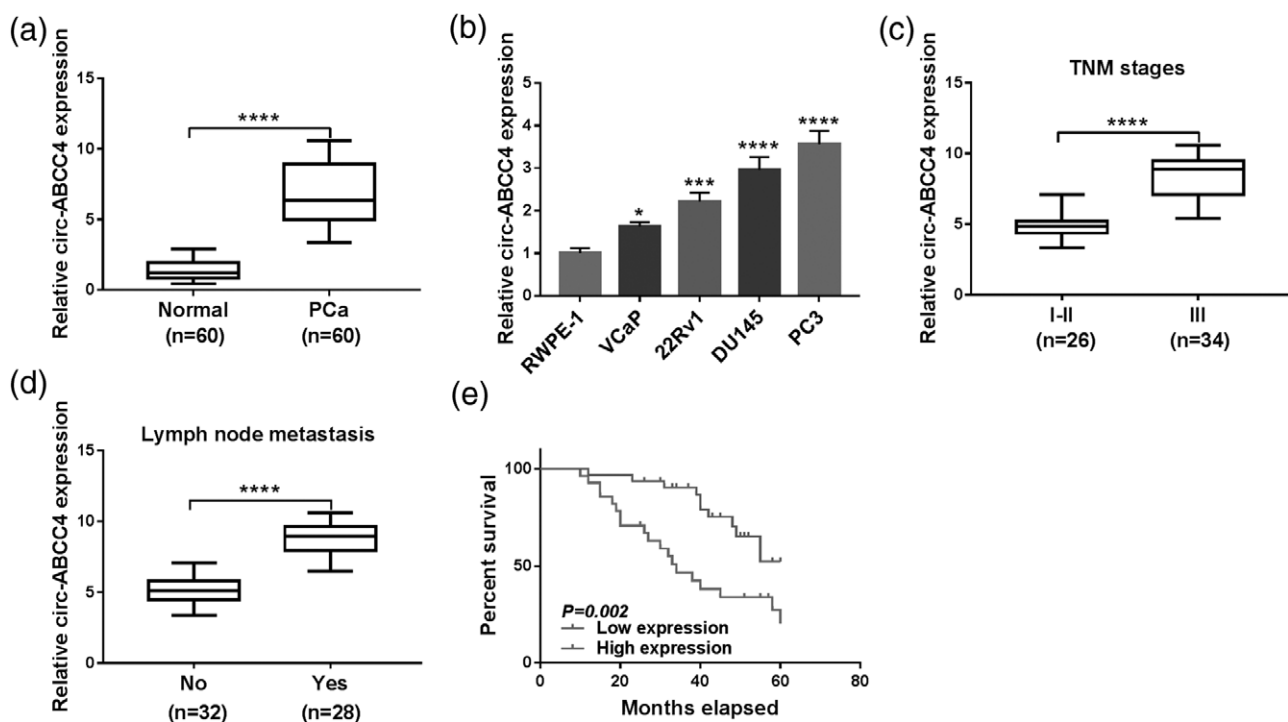 (a)
Relative circ-ABCC4 expression
15
10
5
0
****
Normal
(n=60)
PCa
(n=60)
(b)
Relative circ-ABCC4 expression
5
4
3
2
1
0
*
***
****
****
RWPE-1
VCaP
22Rv1
DU145
PC3
(c)
TNM stages
Relative circ-ABCC4 expression
15
10
5
0
****
I-II
(n=26)
III
(n=34)
(d)
Lymph node metastasis
Relative circ-ABCC4 expression
15
10
5
0
****
No
(n=32)
Yes
(n=28)
(e)
Percent survival
100
50
0
P=0.002
Low expression
High expression
0
20
40
60
80
Months elapsed